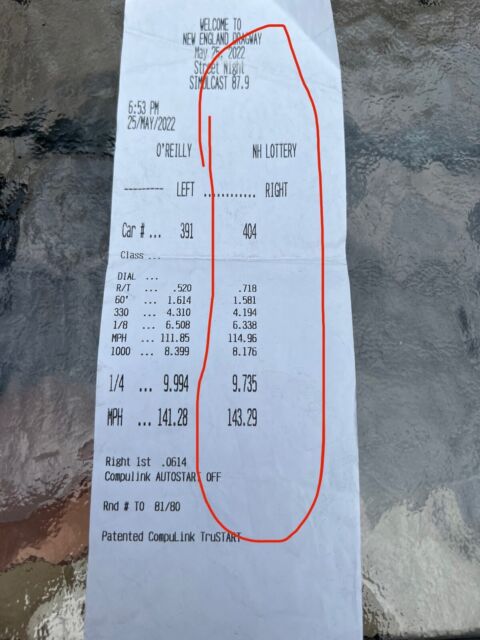 WELCOME TO
NEW ENGLAND DRAGWAY
May 25, 2022
Street Night
SIMULCAST 87.9
6:53 PM
25/MAY/2022
O'REILLY NH LOTTERY
--------- LEFT ............ RIGHT
Car # ... 391 404
Class ...
DIAL ...
R/T ... .520 .718
60' ... 1.614 1.581
330 ... 4.310 4.194
1/8 ... 6.508 6.338
MPH ... 111.85 114.96
1000 ... 8.399 8.176
1/4 ... 9.994 9.735
MPH ... 141.28 143.29
Right 1st .0614
Compulink AUTOSTART OFF
Rnd # TO 81/80
Patented CompuLink TruSTART